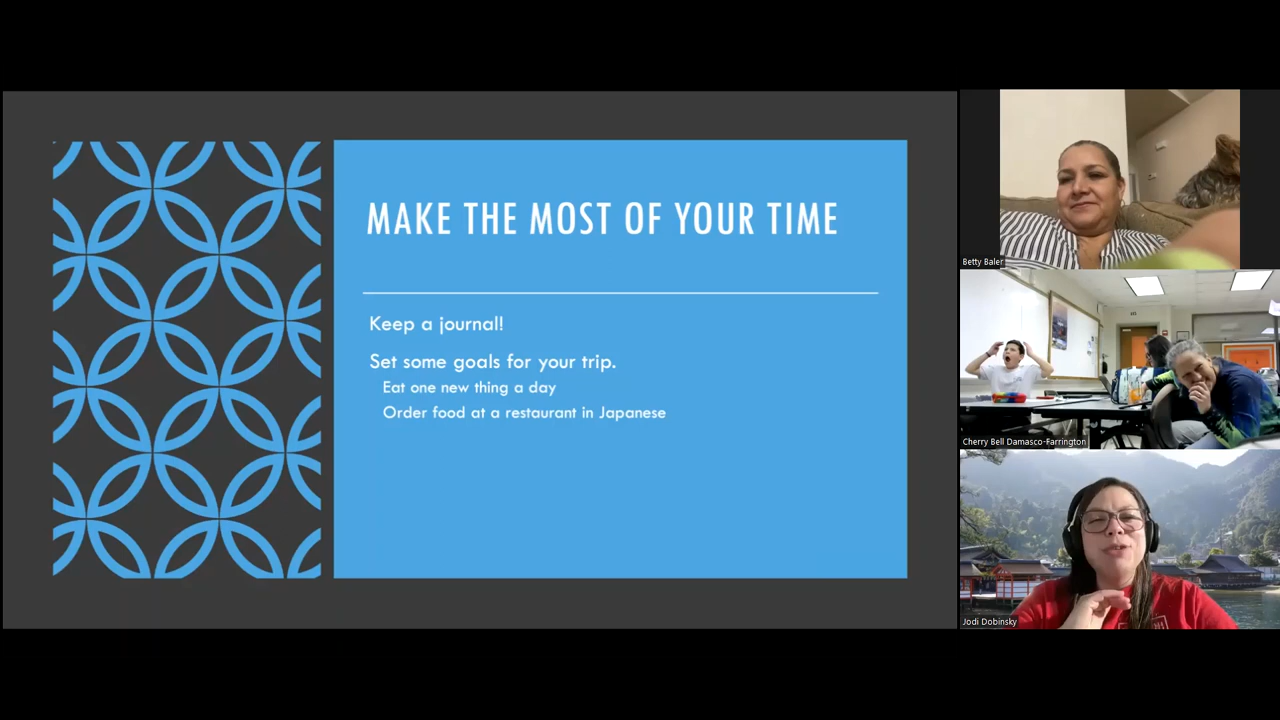 MAKE THE MOST OF YOUR TIME
Keep a journal!
Set some goals for your trip.
Eat one new thing a day
Order food at a restaurant in Japanese
Betty Baler
Cherry Bell Damasco-Farrington
Jodi Dobinsky